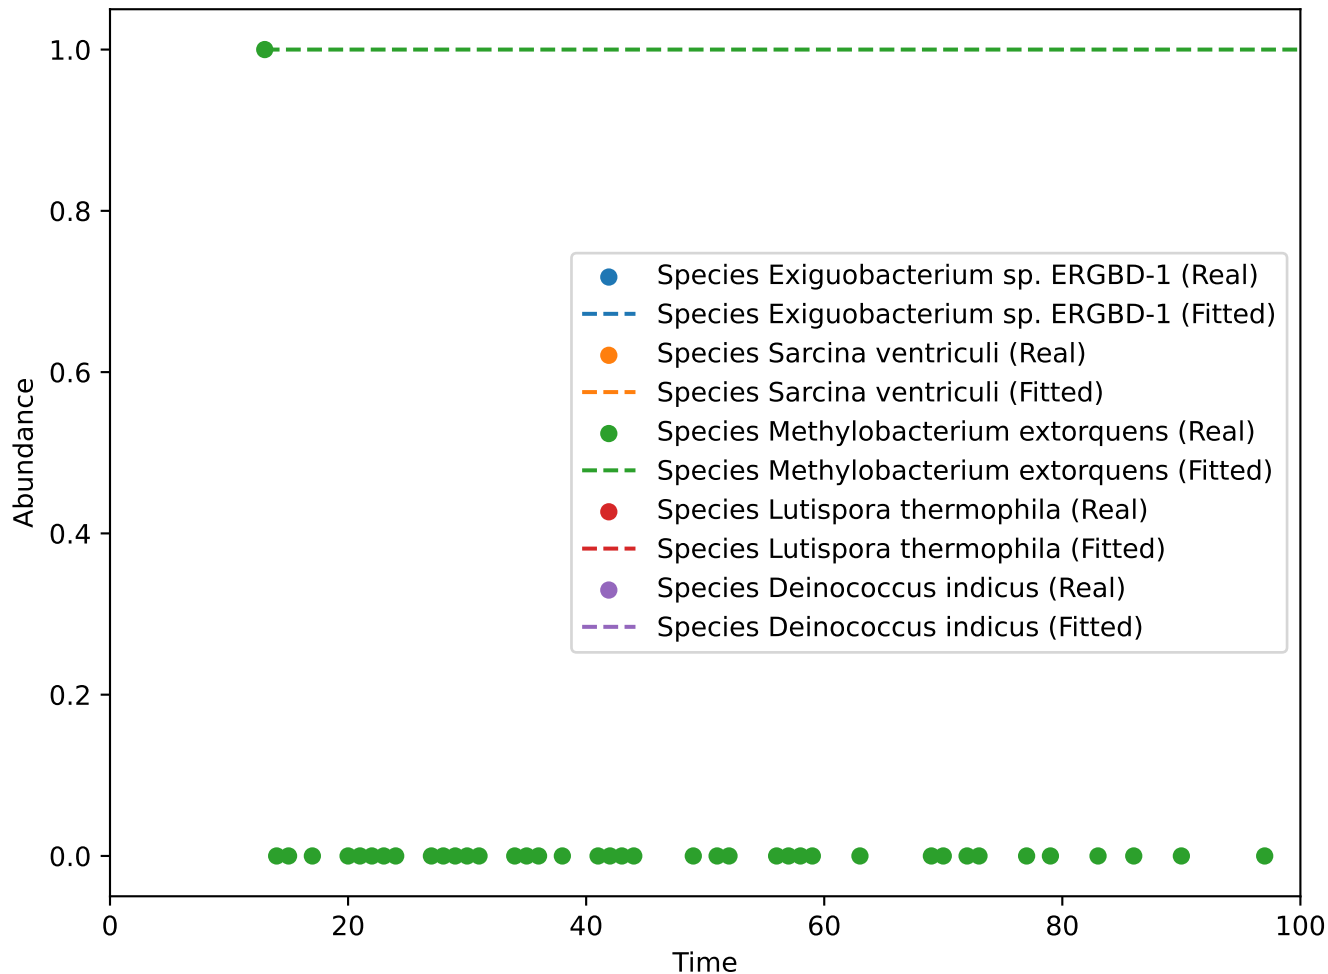 1.0
0.8
0.6
0.4
0.2
0.0
Abundance
Species Exiguobacterium sp. ERGBD-1 (Real)
Species Exiguobacterium sp. ERGBD-1 (Fitted)
Species Sarcina ventriculi (Real)
Species Sarcina ventriculi (Fitted)
Species Methylobacterium extorquens (Real)
Species Methylobacterium extorquens (Fitted)
Species Lutispora thermophila (Real)
Species Lutispora thermophila (Fitted)
Species Deinococcus indicus (Real)
Species Deinococcus indicus (Fitted)
0 20 40 60 80 100
Time